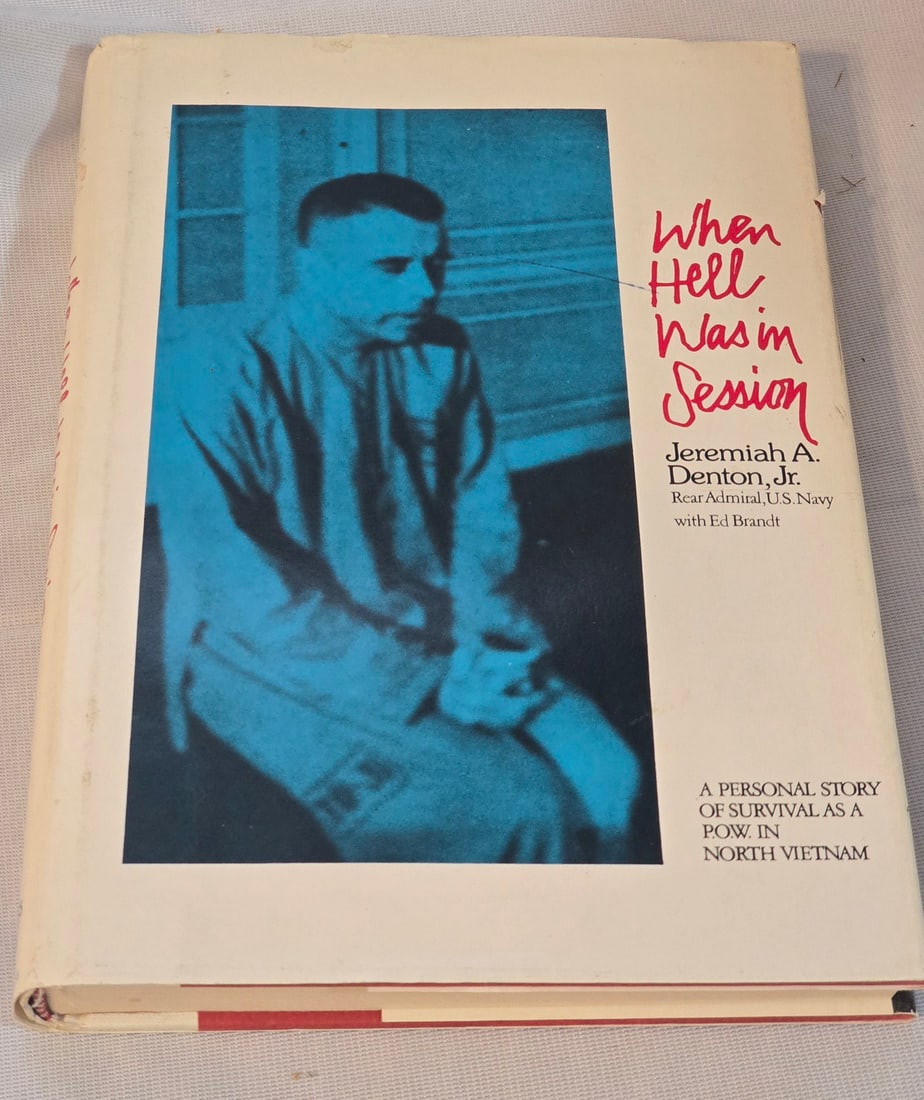 When
Hell
Was in
Session
Jeremiah A.
Denton, Jr.
Rear Admiral, U.S. Navy
with Ed Brandt
A PERSONAL STORY
OF SURVIVAL AS A
P.O.W. IN
NORTH VIETNAM